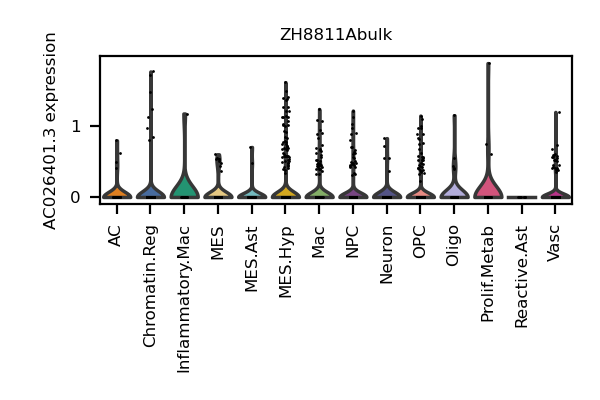 ZH8811Abulk
AC026401.3 expression
1
0
AC
Chromatin.Reg
Inflammatory.Mac
MES
MES.Ast
MES.Hyp
Mac
NPC
Neuron
OPC
Oligo
Prolif.Metab
Reactive.Ast
Vasc